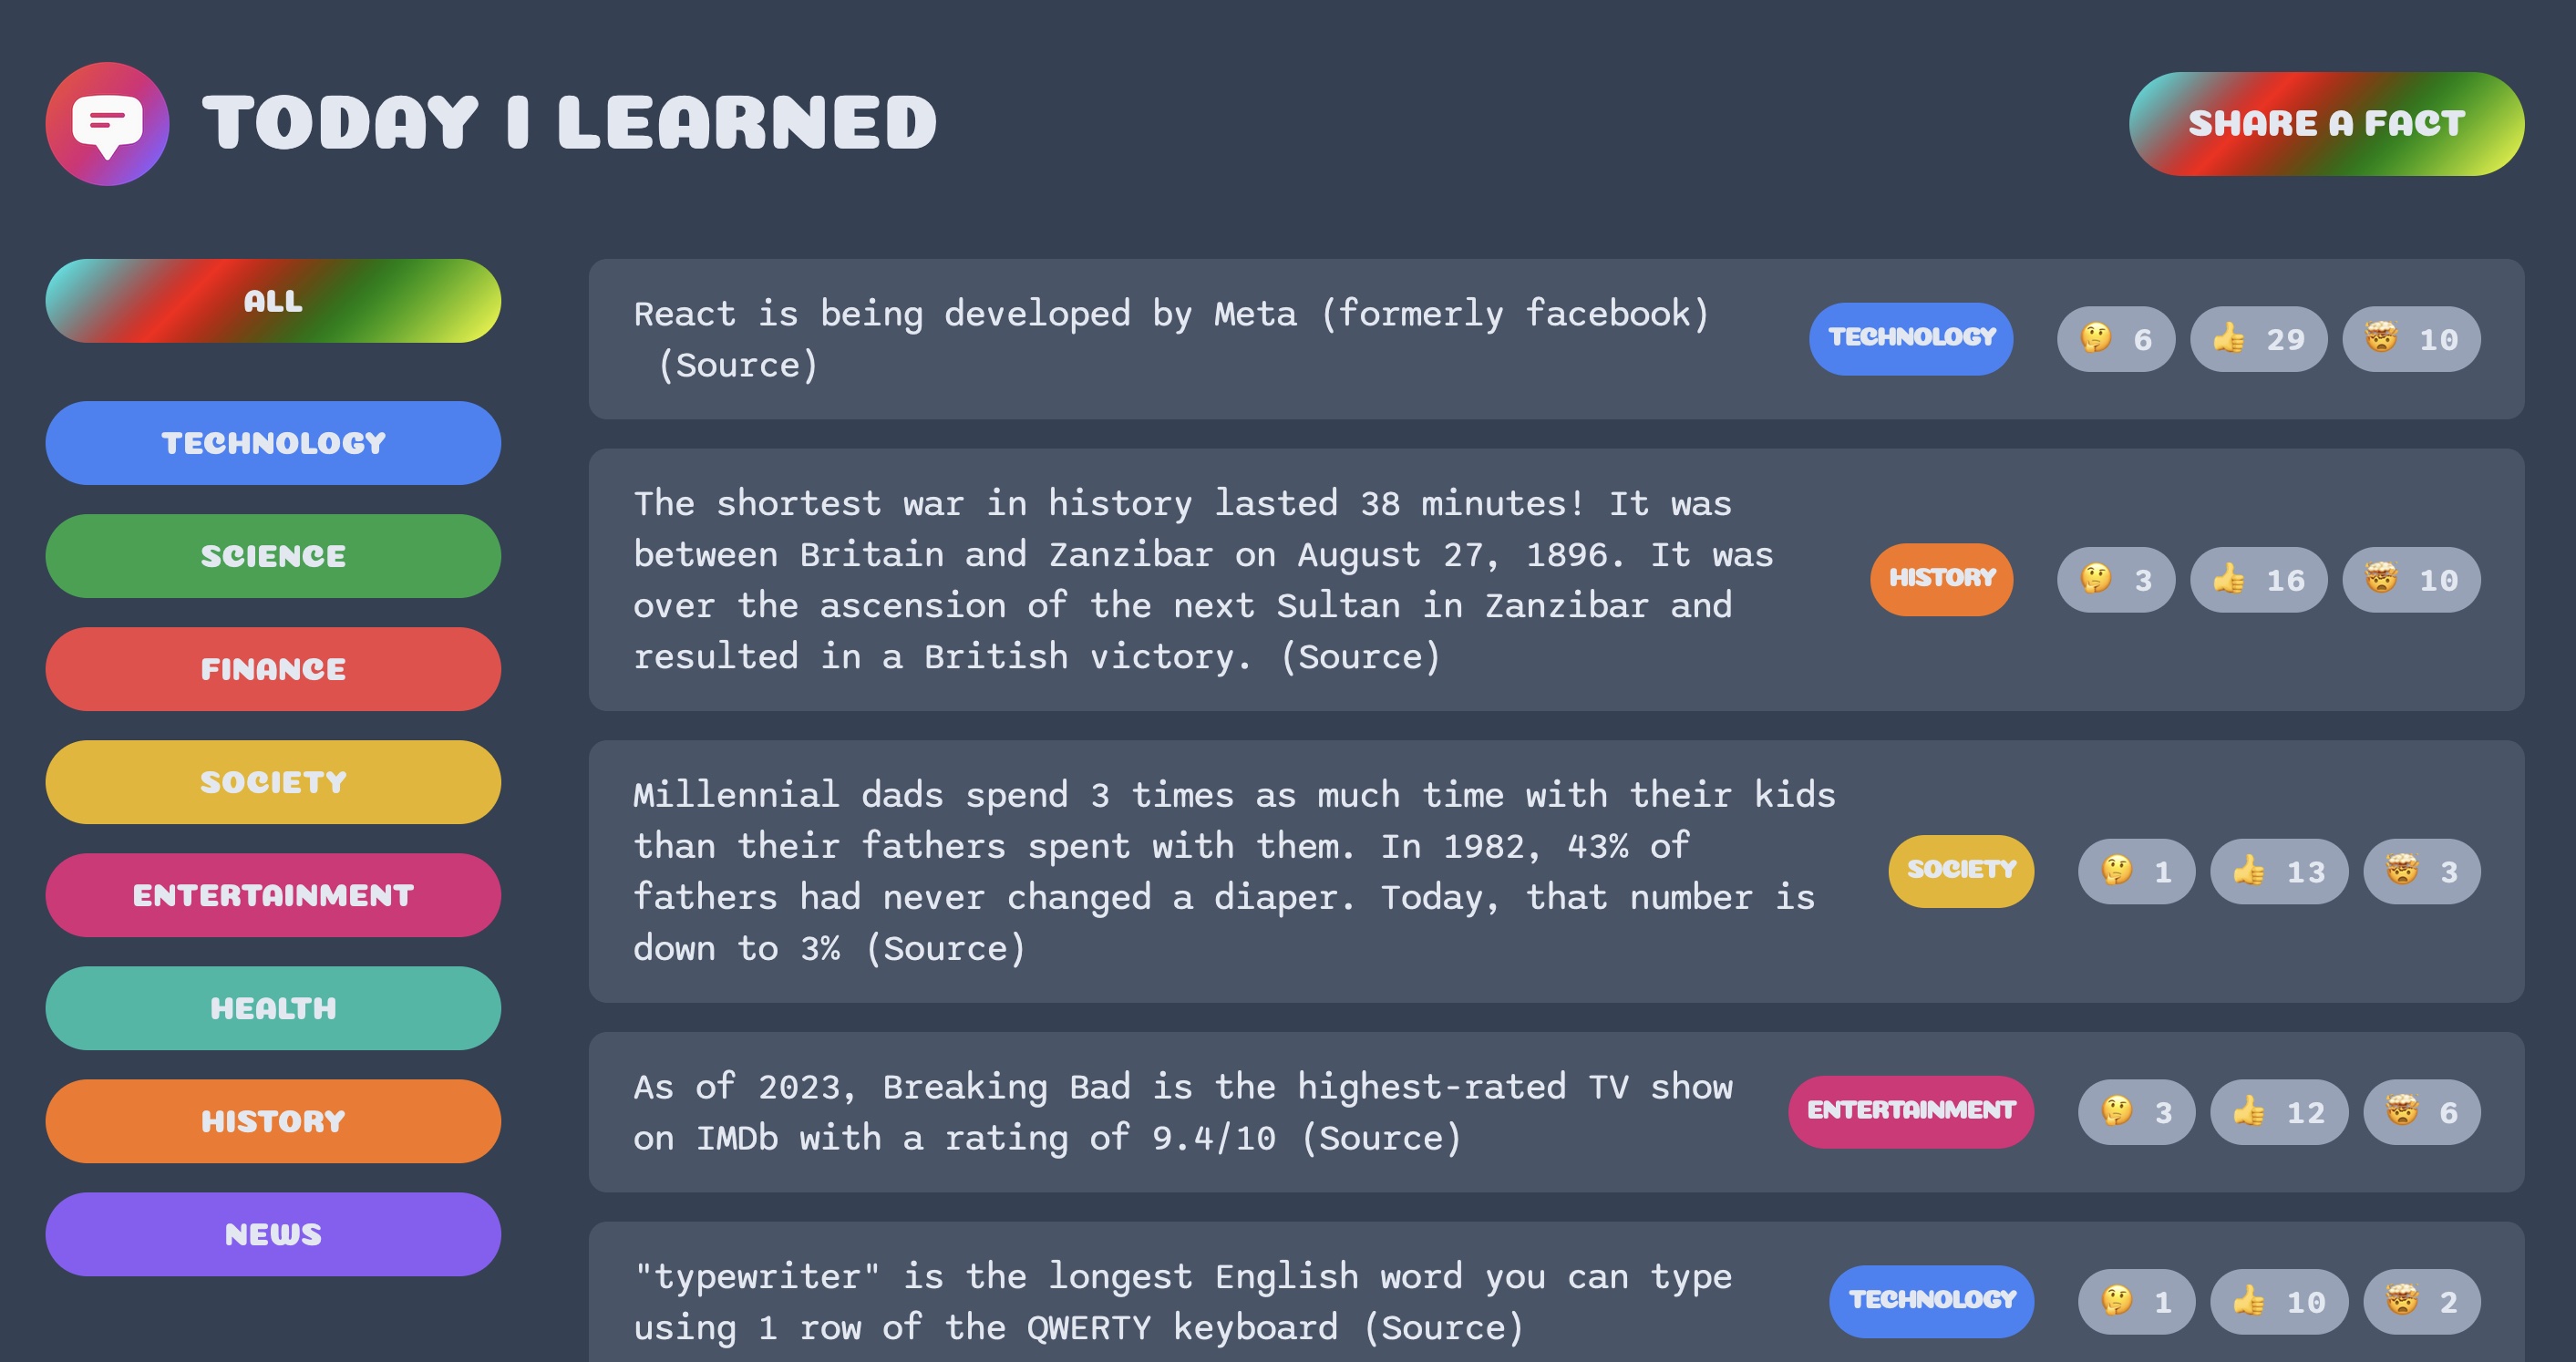 TODAY I LEARNED
SHARE A FACT
ALL
TECHNOLOGY
SCIENCE
FINANCE
SOCIETY
ENTERTAINMENT
HEALTH
HISTORY
NEWS
React is being developed by Meta (formerly facebook)
(Source)
TECHNOLOGY
🤔 6 👍 29 🤯 10
The shortest war in history lasted 38 minutes! It was
between Britain and Zanzibar on August 27, 1896. It was
over the ascension of the next Sultan in Zanzibar and
resulted in a British victory. (Source)
HISTORY
🤔 3 👍 16 🤯 10
Millennial dads spend 3 times as much time with their kids
than their fathers spent with them. In 1982, 43% of
fathers had never changed a diaper. Today, that number is
down to 3% (Source)
SOCIETY
🤔 1 👍 13 🤯 3
As of 2023, Breaking Bad is the highest-rated TV show
on IMDb with a rating of 9.4/10 (Source)
ENTERTAINMENT
🤔 3 👍 12 🤯 6
"typewriter" is the longest English word you can type
using 1 row of the QWERTY keyboard (Source)
TECHNOLOGY
🤔 1 👍 10 🤯 2